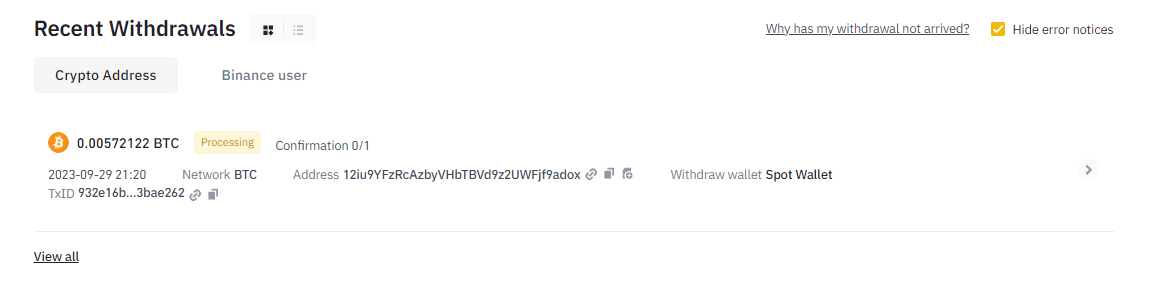 Recent Withdrawals
Why has my withdrawal not arrived?
Hide error notices
Crypto Address
Binance user
0.00572122 BTC Processing Confirmation 0/1
2023-09-29 21:20 Network BTC Address 12iu9YFzRcAzbyVHbTBVd9z2UWFjf9adox Withdraw wallet Spot Wallet
TxID 932e16b...3bae262
View all